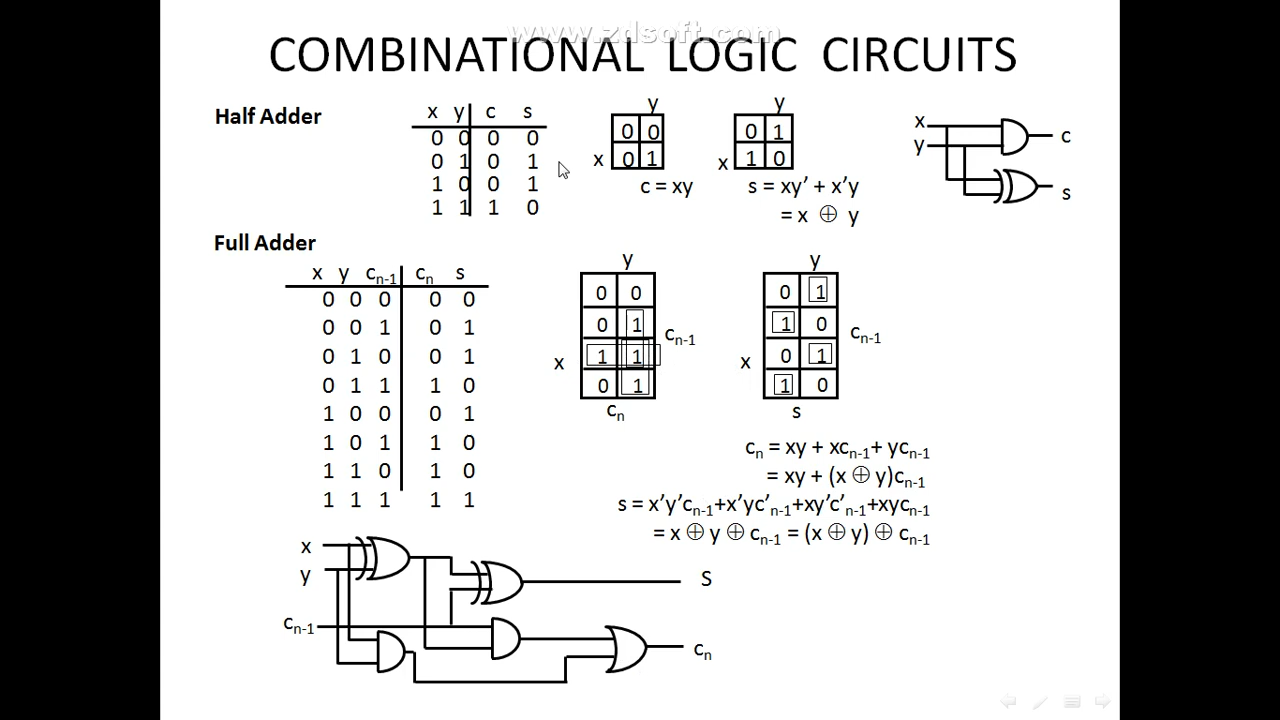 www.zdsoft.com
COMBINATIONAL LOGIC CIRCUITS
Half Adder
x y c s
0 0 0 0
0 1 0 1
1 0 0 1
1 1 1 0
y
0 0
x 0 1
c = xy
y
0 1
x 1 0
s = xy’ + x’y
= x ⊕ y
x
y
c
s
Full Adder
x y cn-1 cn s
0 0 0 0 0
0 0 1 0 1
0 1 0 0 1
0 1 1 1 0
1 0 0 0 1
1 0 1 1 0
1 1 0 1 0
1 1 1 1 1
y
0 0
0 1
cn-1
x 1 1
0 1
cn
y
0 1
1 0
cn-1
x 0 1
1 0
s
cn = xy + xcn-1+ ycn-1
= xy + (x ⊕ y)cn-1
s = x’y’cn-1+x’yc’n-1+xy’c’n-1+xycn-1
= x ⊕ y ⊕ cn-1 = (x ⊕ y) ⊕ cn-1
x
y
S
cn-1
cn